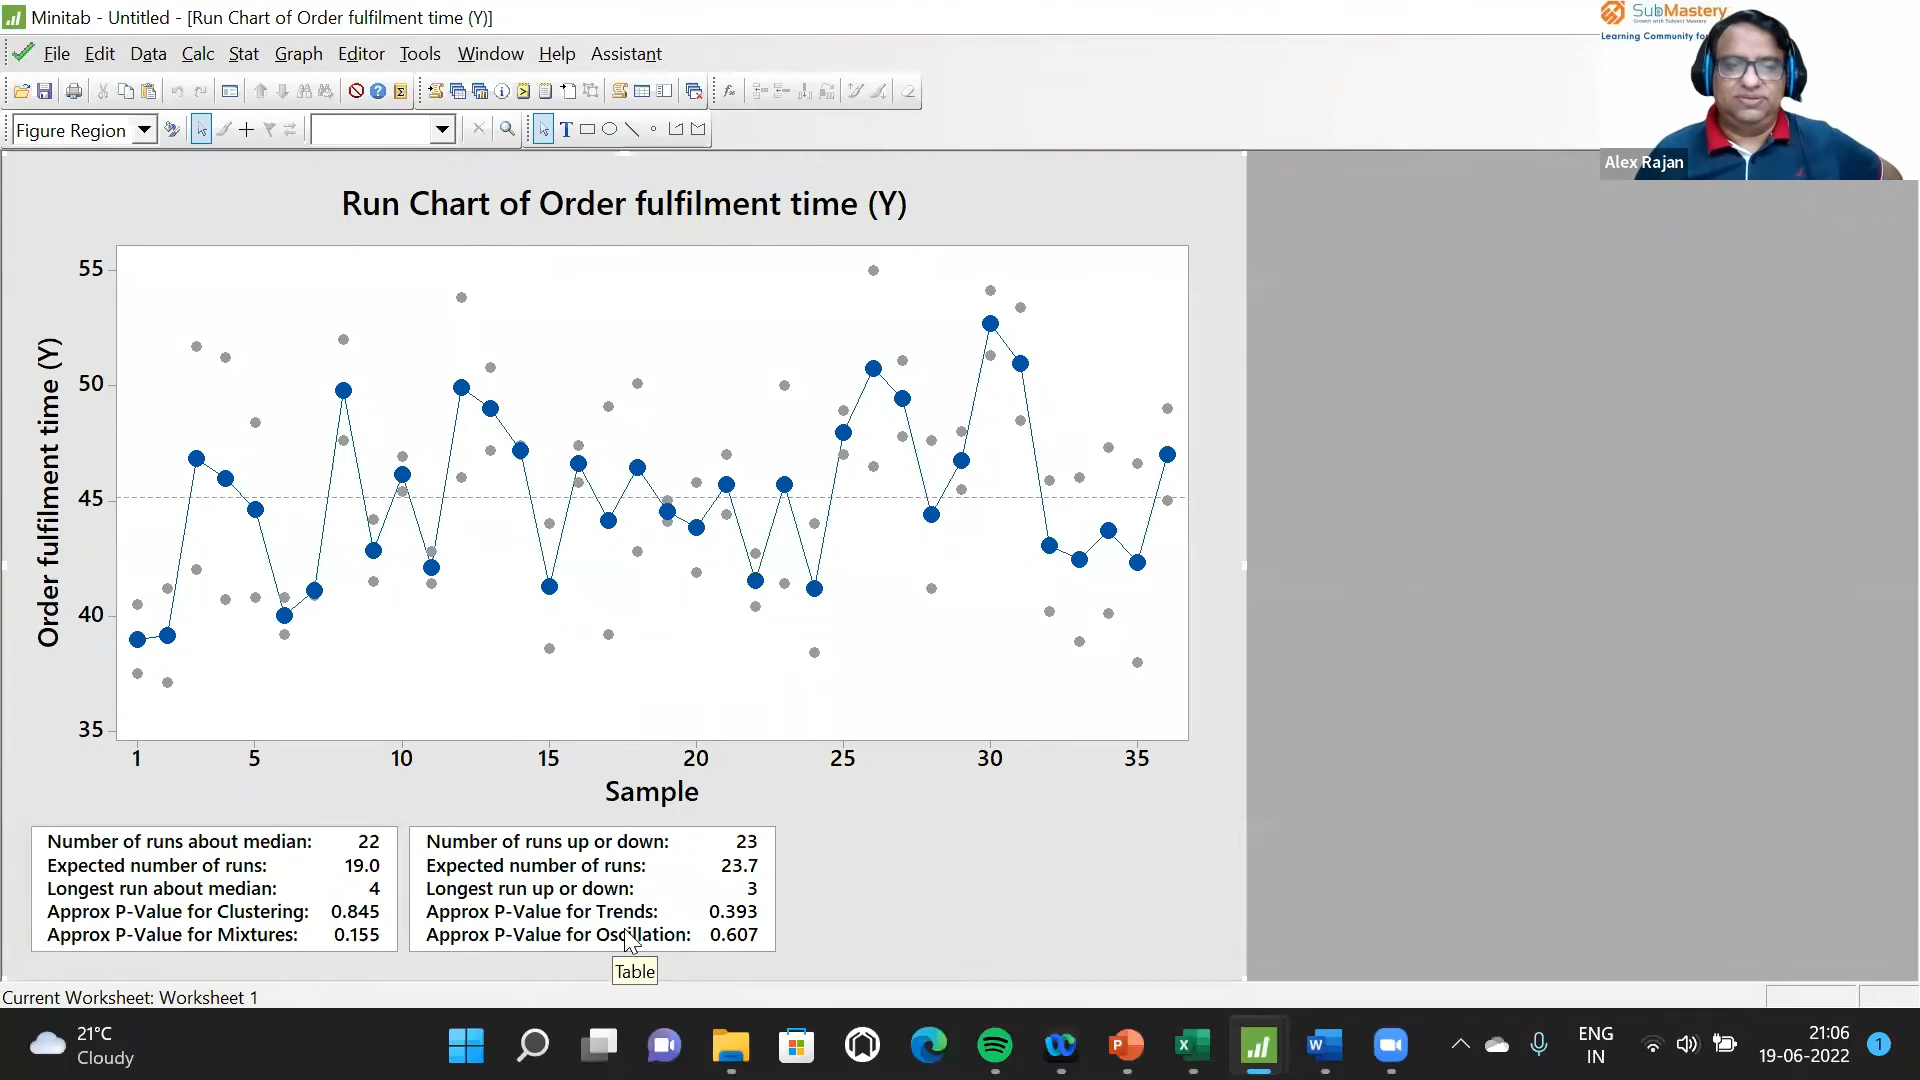 Minitab - Untitled - [Run Chart of Order fulfilment time (Y)]
SubMastery
Growth with Subject Mastery
Learning Community fo
File Edit Data Calc Stat Graph Editor Tools Window Help Assistant
Figure Region
Alex Rajan
Run Chart of Order fulfilment time (Y)
Order fulfilment time (Y)
55
50
45
40
35
1 5 10 15 20 25 30 35
Sample
Number of runs about median: 22
Expected number of runs: 19.0
Longest run about median: 4
Approx P-Value for Clustering: 0.845
Approx P-Value for Mixtures: 0.155
Number of runs up or down: 23
Expected number of runs: 23.7
Longest run up or down: 3
Approx P-Value for Trends: 0.393
Approx P-Value for Oscillation: 0.607
Table
Current Worksheet: Worksheet 1
21°C
Cloudy
ENG
IN
21:06
19-06-2022
1